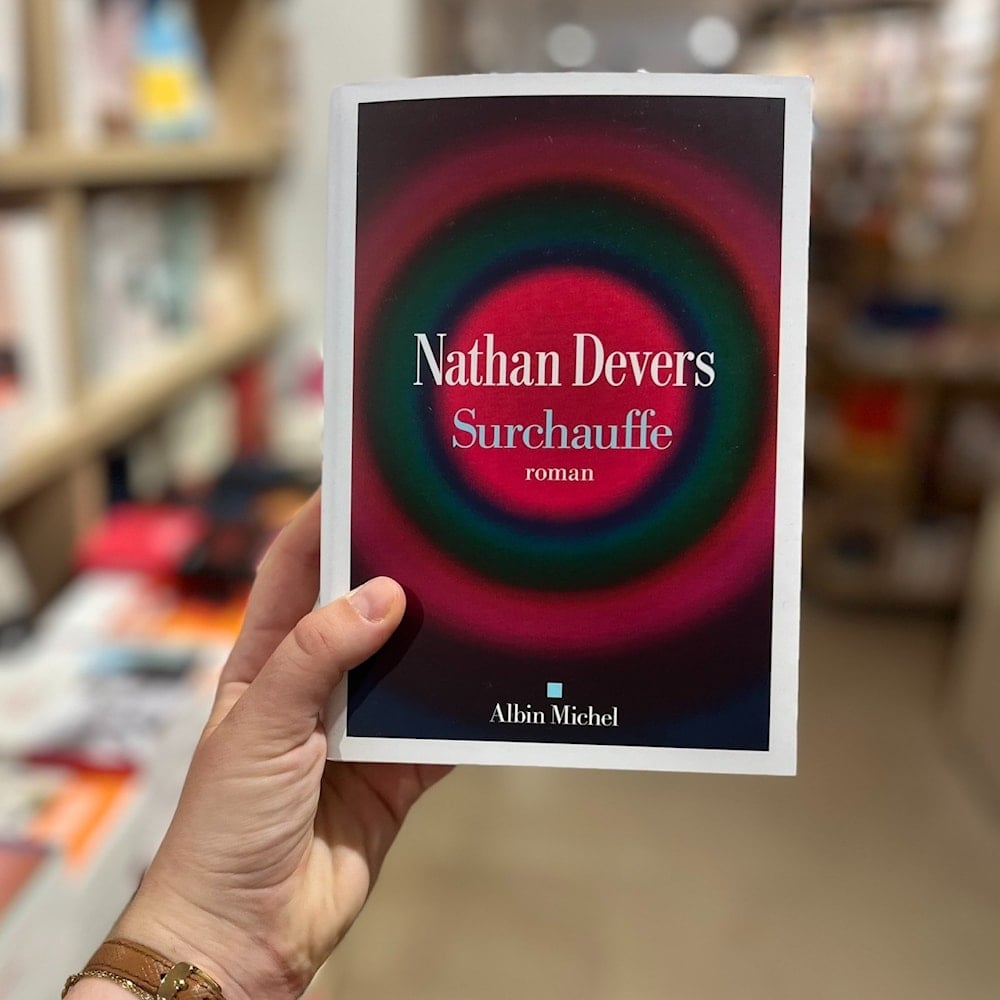 Nathan Devers
Surchauffe
roman
Albin Michel